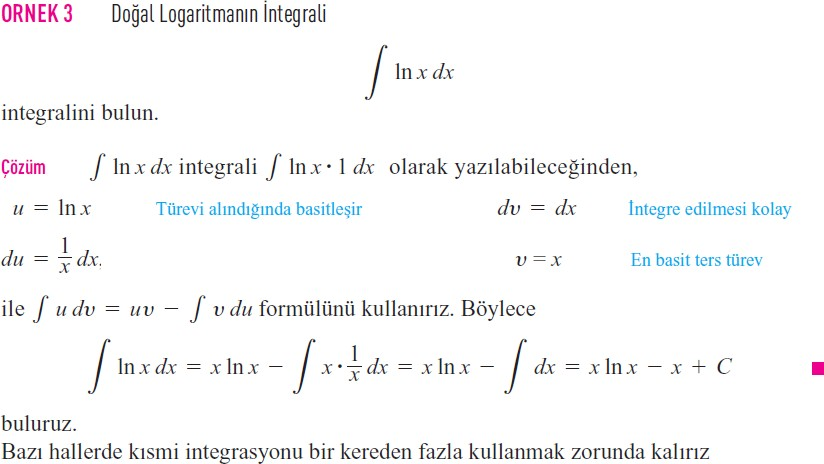 ORNEK 3 Doğal Logaritmanın İntegrali
∫ ln x dx
integralini bulun.
Çözüm ∫ ln x dx integrali ∫ ln x · 1 dx olarak yazılabileceğinden,
u = ln x Türevi alındığında basitleşir dv = dx İntegre edilmesi kolay
du = 1/x dx, v = x En basit ters türev
ile ∫ u dv = uv − ∫ v du formülünü kullanırız. Böylece
∫ ln x dx = x ln x − ∫ x · 1/x dx = x ln x − ∫ dx = x ln x − x + C
buluruz.
Bazı hallerde kısmi integrasyonu bir kereden fazla kullanmak zorunda kalırız